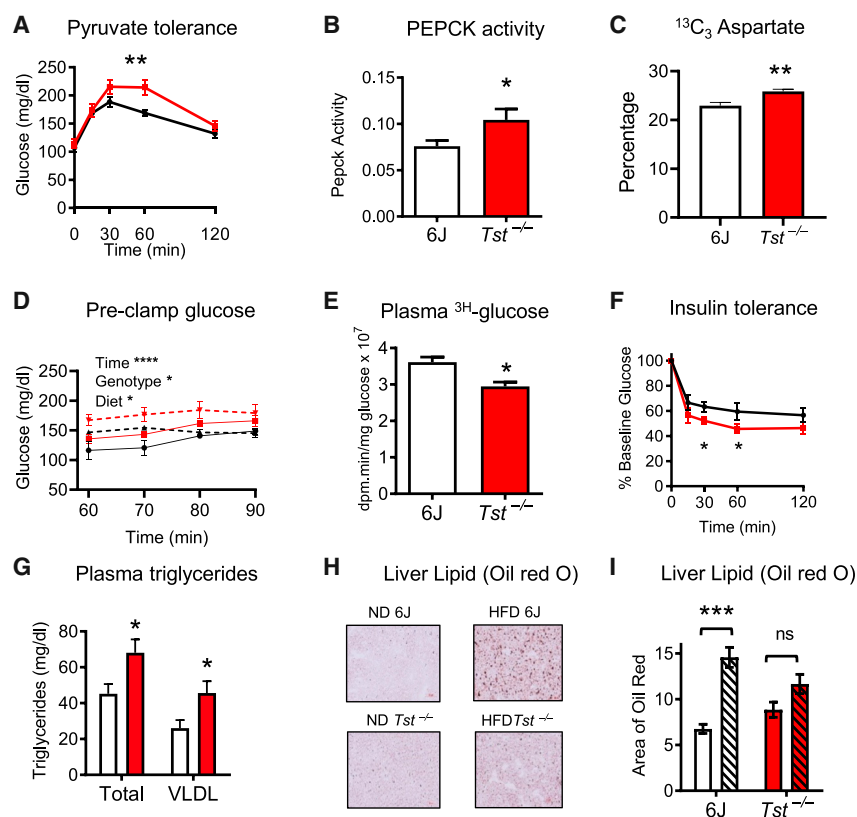 A Pyruvate tolerance
**
Glucose (mg/dl)
250
200
150
100
50
0
0 30 60 120
Time (min)
B PEPCK activity
*
Pepck Activity
0.15
0.10
0.05
0.00
6J Tst −/−
C ¹³C₃ Aspartate
**
Percentage
30
20
10
0
6J Tst −/−
D Pre-clamp glucose
Time ****
Genotype *
Diet *
Glucose (mg/dl)
250
200
150
100
50
60 70 80 90
Time (min)
E Plasma ³ᴴ-glucose
*
dpm.min/mg glucose x 10⁷
4
3
2
1
0
6J Tst −/−
F Insulin tolerance
% Baseline Glucose
100
80
60
40
20
0
* *
0 30 60 120
Time (min)
G Plasma triglycerides
* *
Triglycerides (mg/dl)
80
60
40
20
0
Total VLDL
H Liver Lipid (Oil red O)
ND 6J HFD 6J
ND Tst −/− HFDTst −/−
I Liver Lipid (Oil red O)
*** ns
Area of Oil Red
15
10
5
0
6J Tst −/−